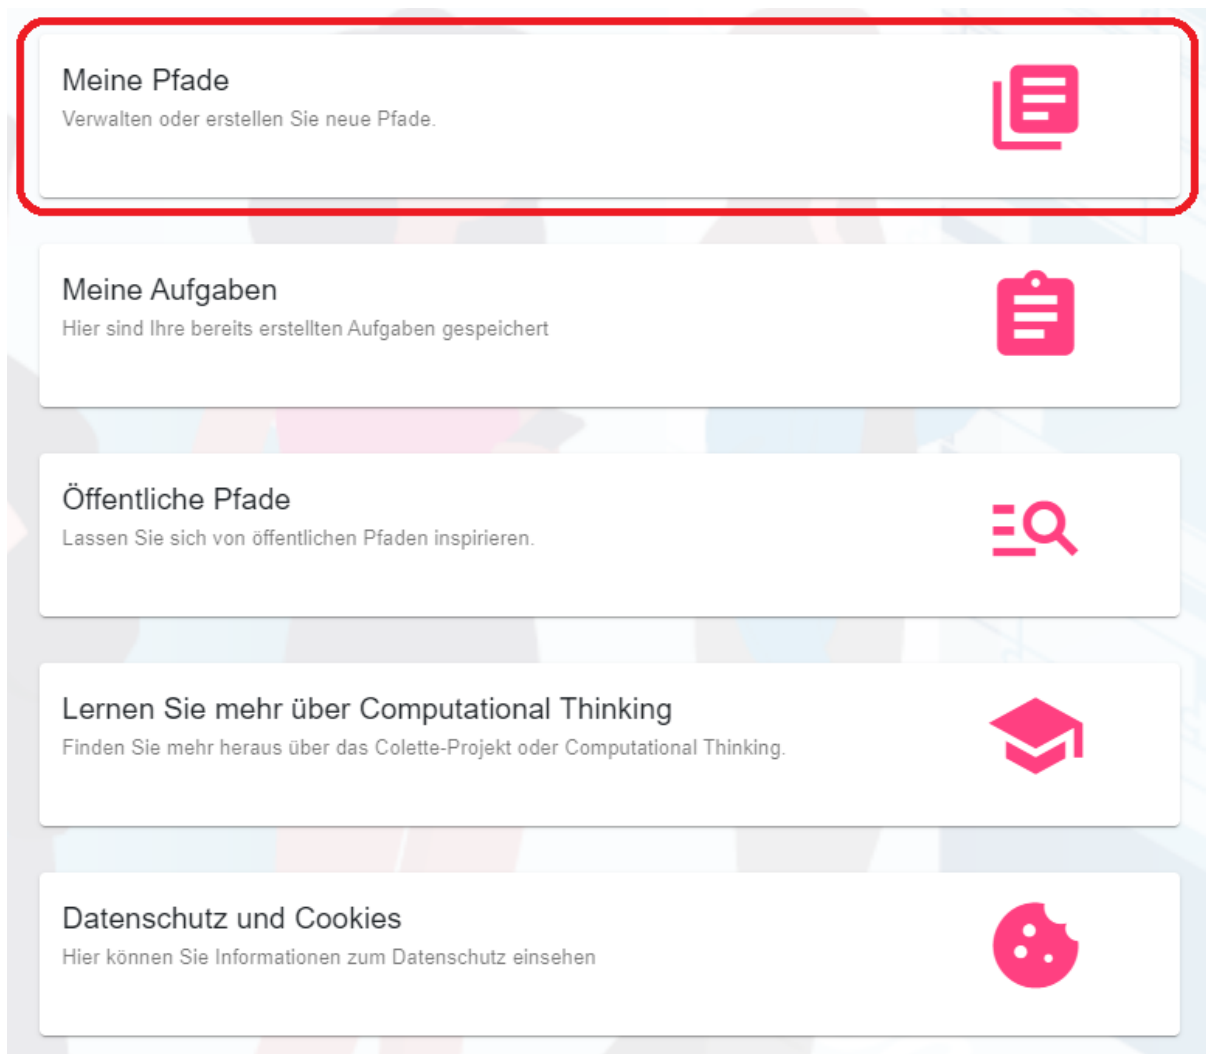 Meine Pfade
Verwalten oder erstellen Sie neue Pfade.
Meine Aufgaben
Hier sind Ihre bereits erstellten Aufgaben gespeichert
Öffentliche Pfade
Lassen Sie sich von öffentlichen Pfaden inspirieren.
Lernen Sie mehr über Computational Thinking
Finden Sie mehr heraus über das Colette-Projekt oder Computational Thinking.
Datenschutz und Cookies
Hier können Sie Informationen zum Datenschutz einsehen